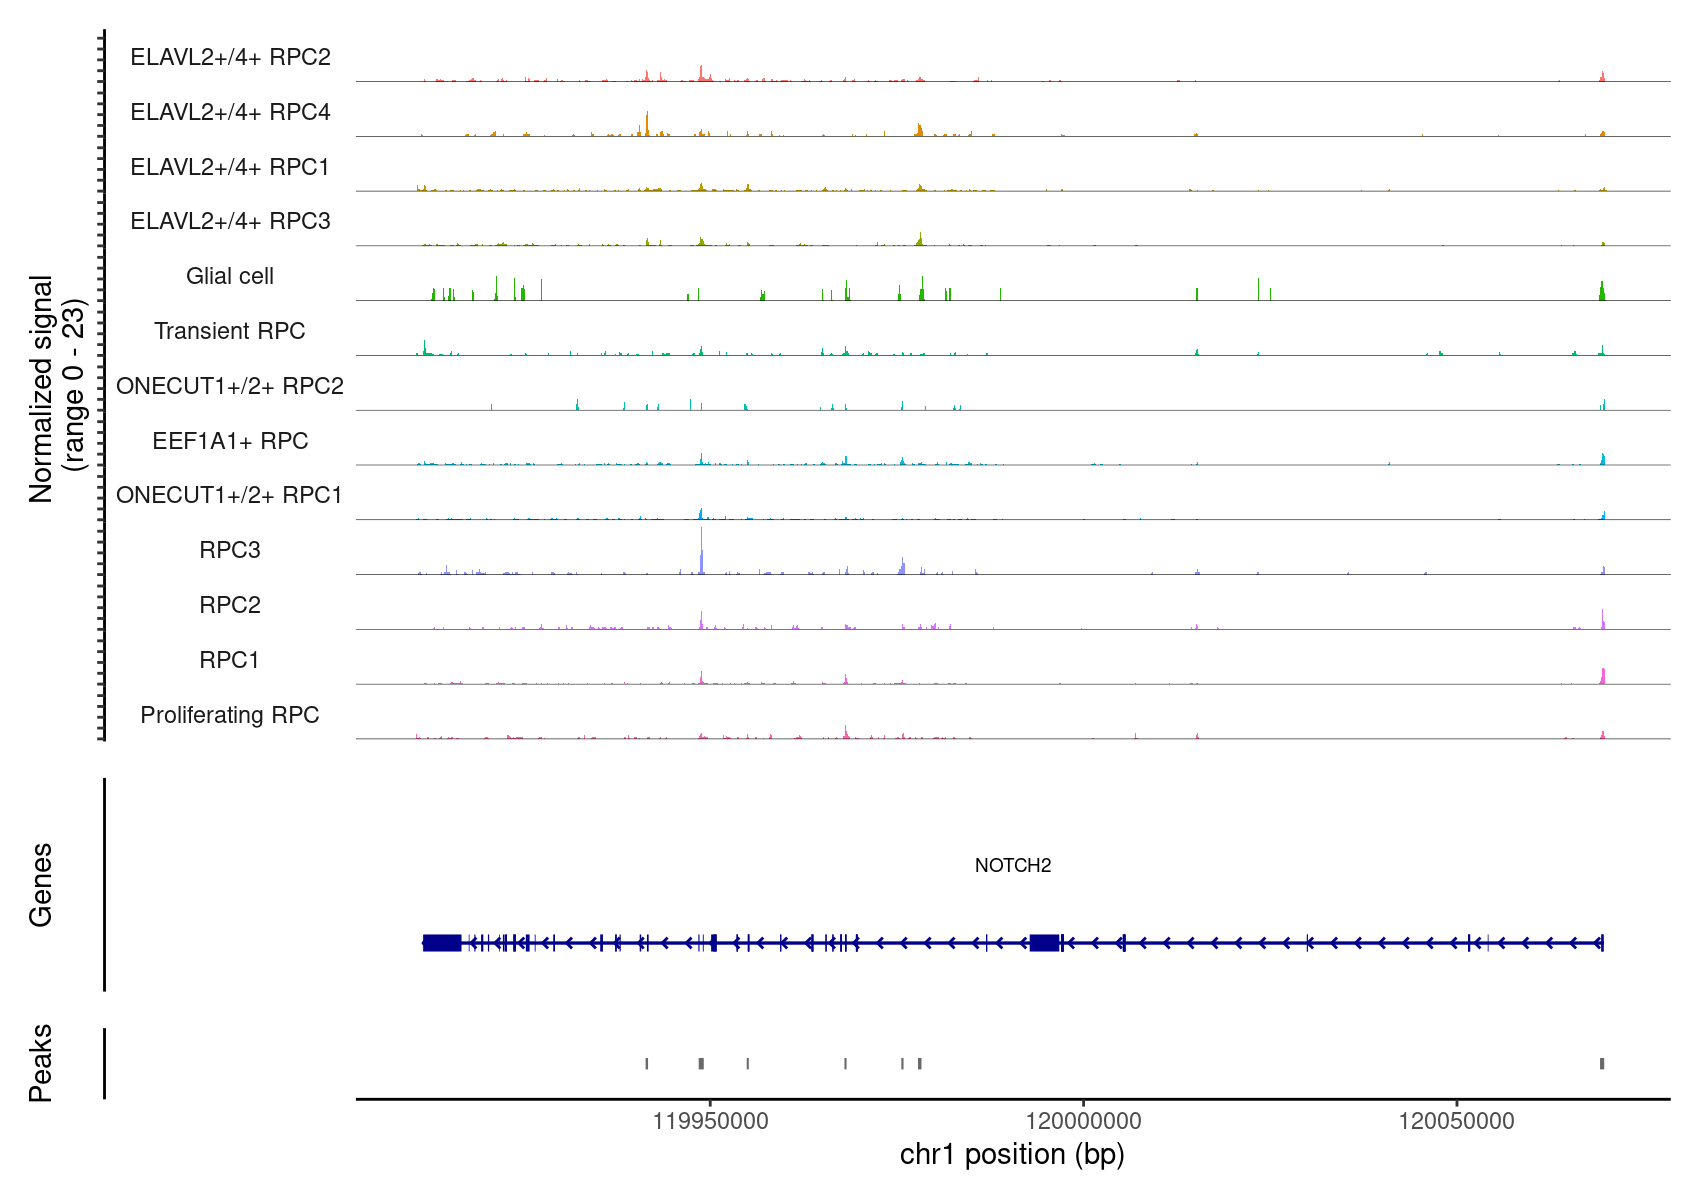 Normalized signal
(range 0 - 23)
ELAVL2+/4+ RPC2
ELAVL2+/4+ RPC4
ELAVL2+/4+ RPC1
ELAVL2+/4+ RPC3
Glial cell
Transient RPC
ONECUT1+/2+ RPC2
EEF1A1+ RPC
ONECUT1+/2+ RPC1
RPC3
RPC2
RPC1
Proliferating RPC
Genes
NOTCH2
Peaks
119950000
120000000
120050000
chr1 position (bp)